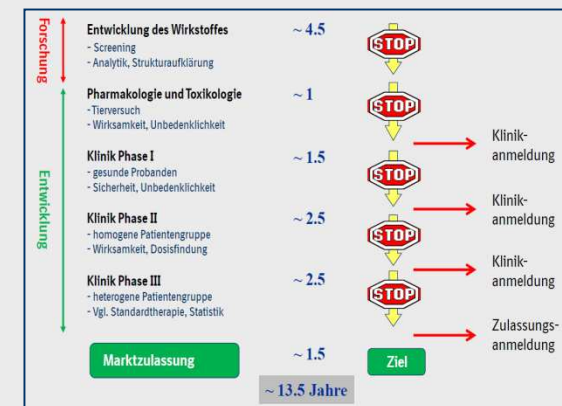 Forschung
Entwicklung des Wirkstoffes
- Screening
- Analytik, Strukturaufklärung
~ 4.5
STOP
Entwicklung
Pharmakologie und Toxikologie
- Tierversuch
- Wirksamkeit, Unbedenklichkeit
~ 1
STOP
Klinik-
anmeldung
Klinik Phase I
- gesunde Probanden
- Sicherheit, Unbedenklichkeit
~ 1.5
STOP
Klinik-
anmeldung
Klinik Phase II
- homogene Patientengruppe
- Wirksamkeit, Dosisfindung
~ 2.5
STOP
Klinik-
anmeldung
Klinik Phase III
- heterogene Patientengruppe
- Vgl. Standardtherapie, Statistik
~ 2.5
STOP
Zulassungs-
anmeldung
Marktzulassung
~ 1.5
Ziel
~ 13.5 Jahre